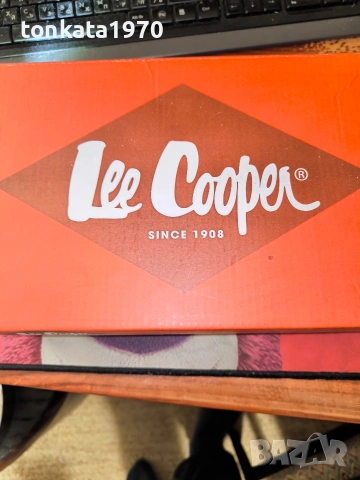 tonkata1970
Lee Cooper®
SINCE 1908
BAZAR